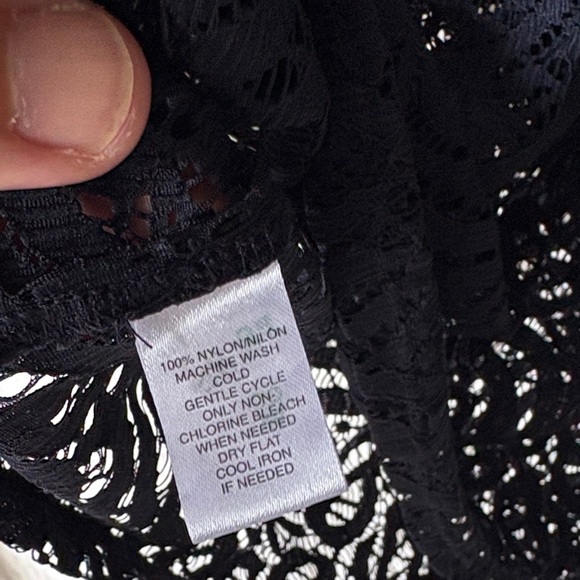 100% NYLON/NILÓN
MACHINE WASH
COLD
GENTLE CYCLE
ONLY NON-
CHLORINE BLEACH
WHEN NEEDED
DRY FLAT
COOL IRON
IF NEEDED